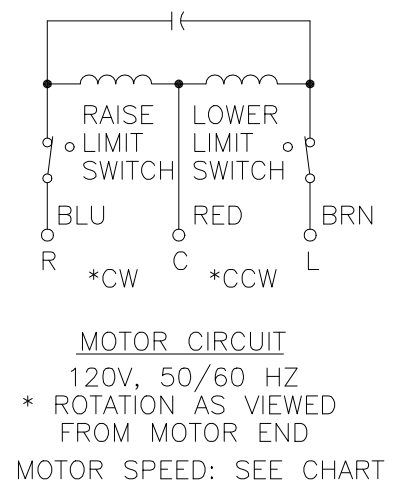 RAISE LIMIT SWITCH
LOWER LIMIT SWITCH
BLU
RED
BRN
R
C
L
*CW
*CCW
MOTOR CIRCUIT
120V, 50/60 HZ
* ROTATION AS VIEWED
FROM MOTOR END
MOTOR SPEED: SEE CHART